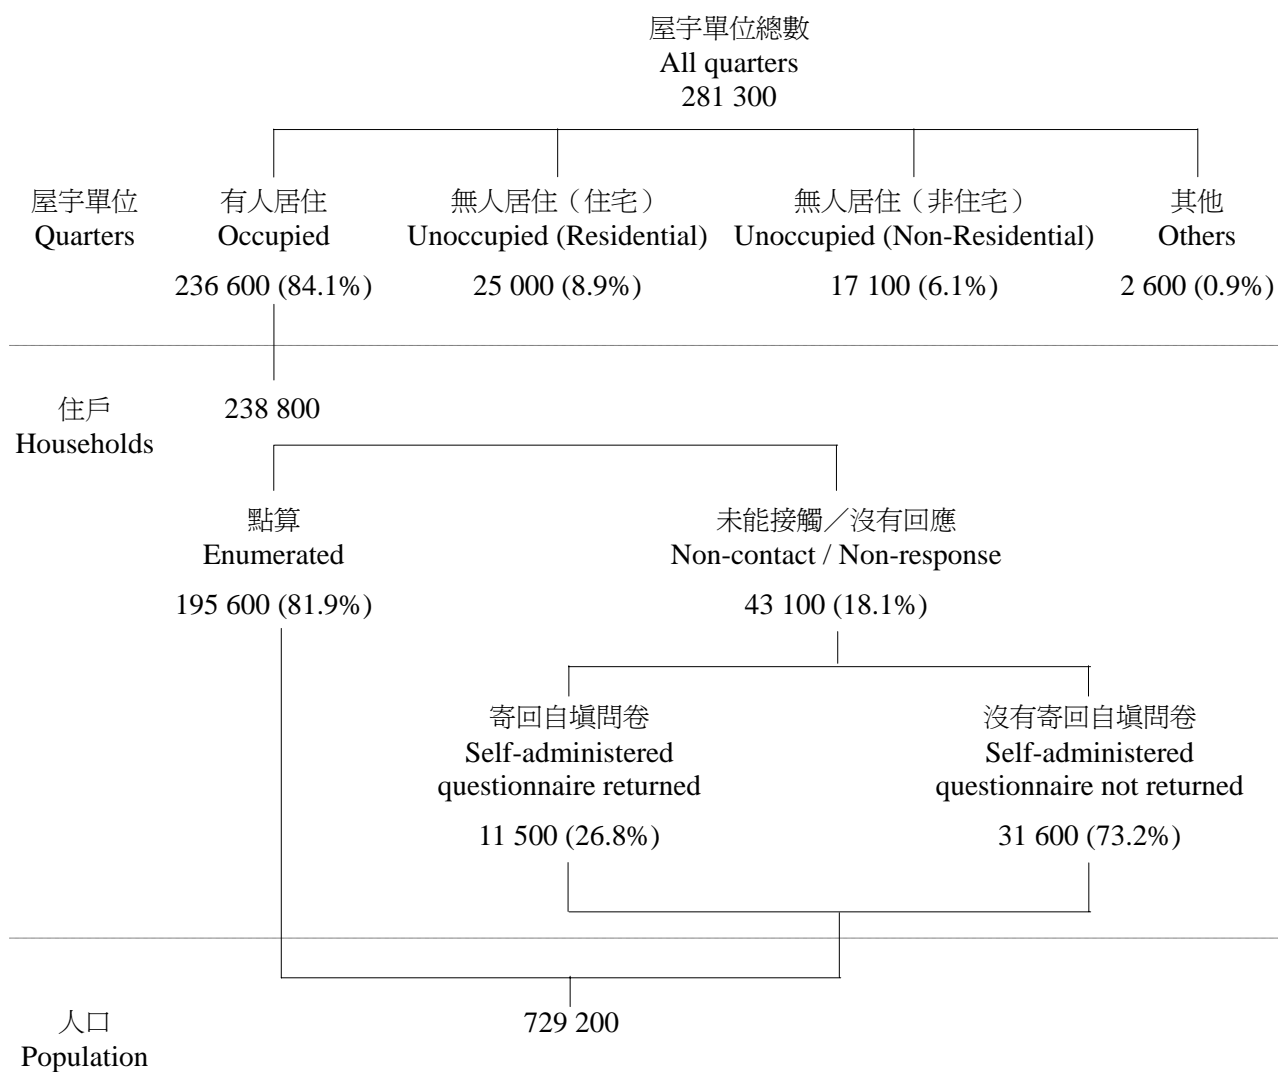 屋宇單位總數
All quarters
281 300
屋宇單位
Quarters
有人居住
Occupied
236 600 (84.1%)
無人居住（住宅）
Unoccupied (Residential)
25 000 (8.9%)
無人居住（非住宅）
Unoccupied (Non-Residential)
17 100 (6.1%)
其他
Others
2 600 (0.9%)
住戶
Households
238 800
點算
Enumerated
195 600 (81.9%)
未能接觸／沒有回應
Non-contact / Non-response
43 100 (18.1%)
寄回自填問卷
Self-administered
questionnaire returned
11 500 (26.8%)
沒有寄回自填問卷
Self-administered
questionnaire not returned
31 600 (73.2%)
人口
Population
729 200